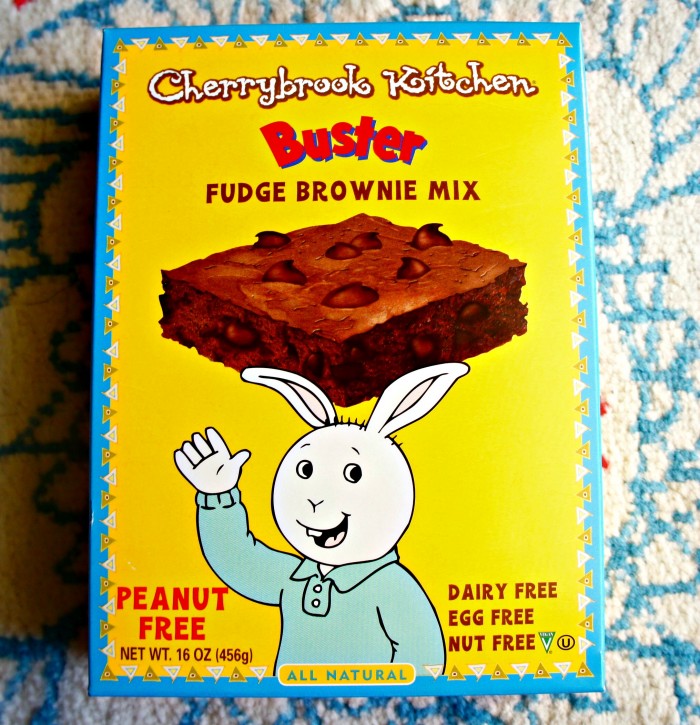 Cherrybrook Kitchen
Buster
FUDGE BROWNIE MIX
PEANUT
FREE
NET WT. 16 OZ (456g)
DAIRY FREE
EGG FREE
NUT FREE
U
ALL NATURAL